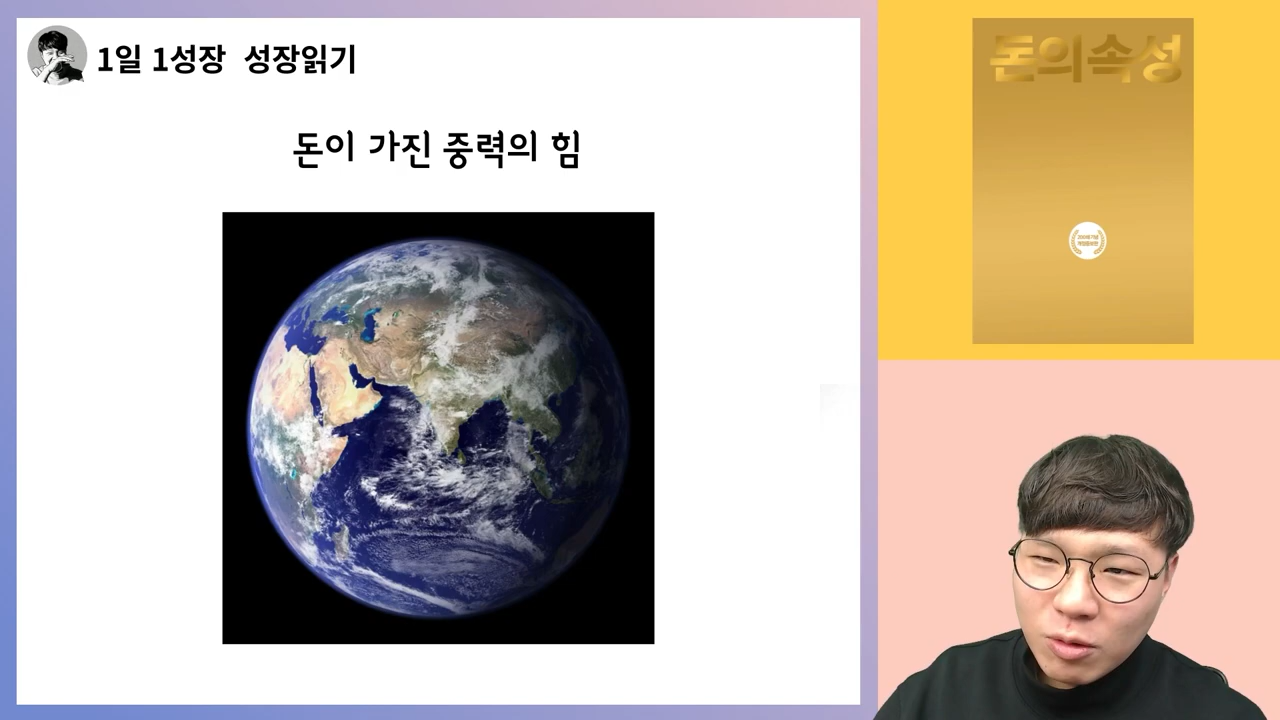 1일 1성장 성장읽기
돈이 가진 중력의 힘
돈의 속성